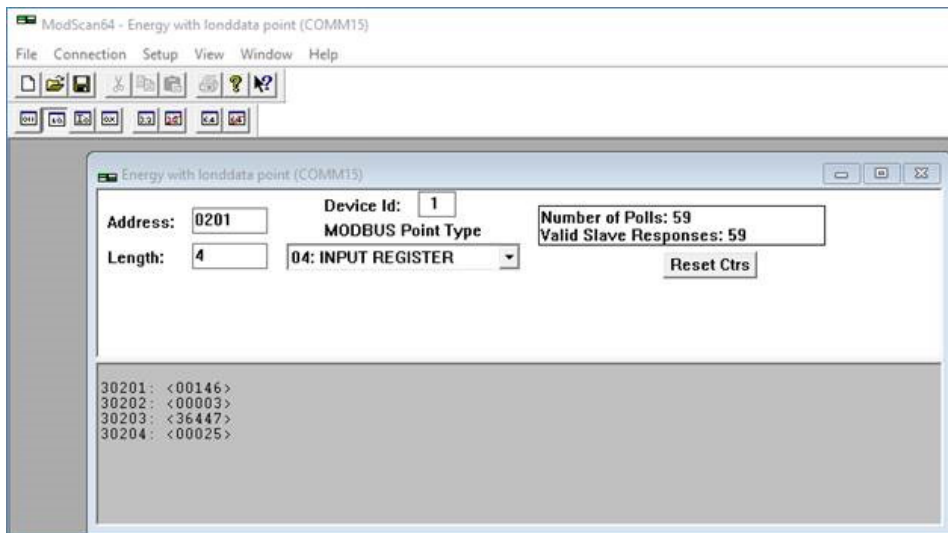 ModScan64 - Energy with londdata point (COMM15)
File Connection Setup View Window Help
Energy with londdata point (COMM15)
Address: 0201
Device Id: 1
MODBUS Point Type
Length: 4
04: INPUT REGISTER
Number of Polls: 59
Valid Slave Responses: 59
Reset Ctrs
30201: <00146>
30202: <00003>
30203: <36447>
30204: <00025>